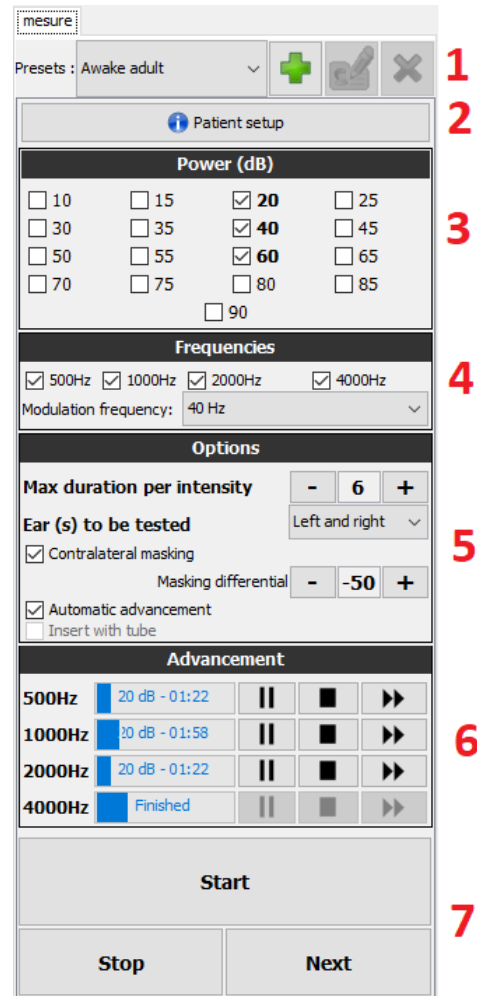 mesure
Presets : Awake adult
1
Patient setup
2
Power (dB)
10 15 20 25
30 35 40 45
50 55 60 65
70 75 80 85
90
3
Frequencies
500Hz 1000Hz 2000Hz 4000Hz
Modulation frequency: 40 Hz
4
Options
Max duration per intensity - 6 +
Ear (s) to be tested Left and right
Contralateral masking
Masking differential - -50 +
Automatic advancement
Insert with tube
5
Advancement
500Hz 20 dB - 01:22
1000Hz 20 dB - 01:58
2000Hz 20 dB - 01:22
4000Hz Finished
6
Start
Stop Next
7